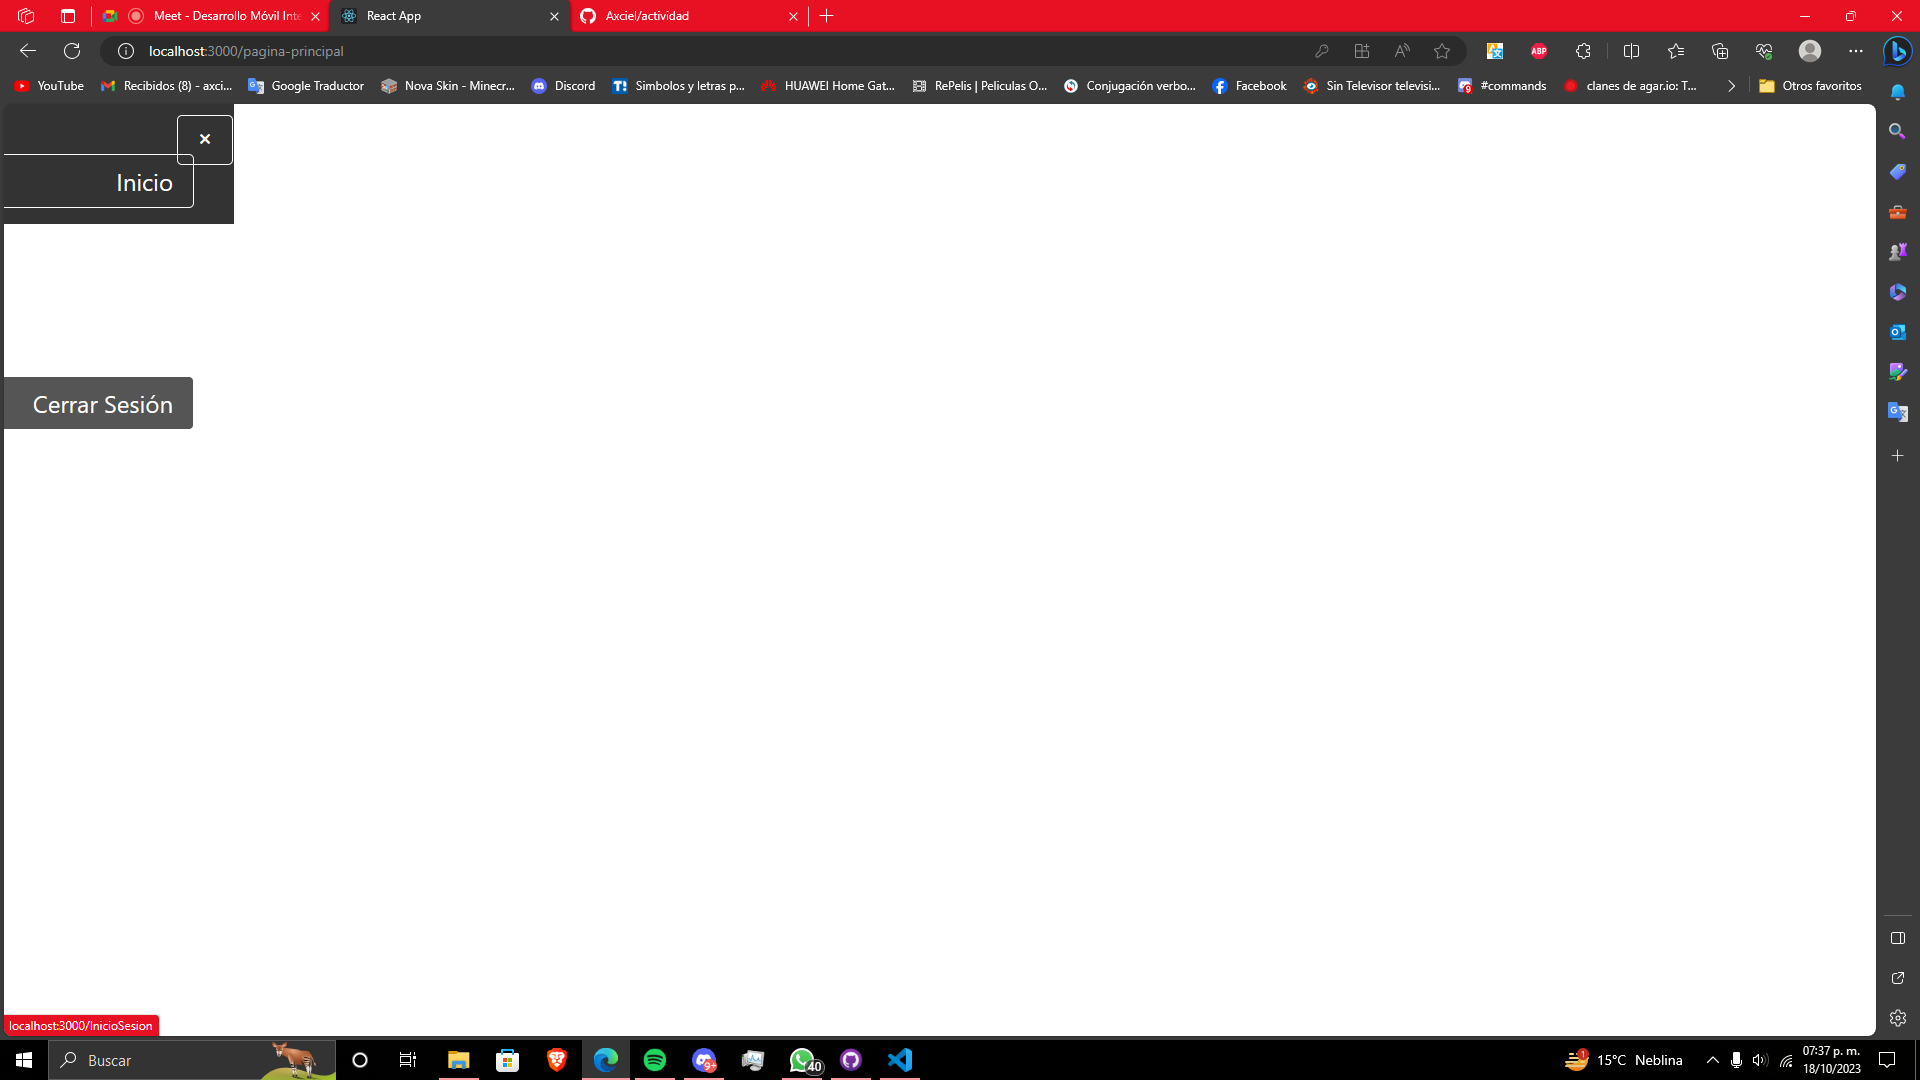 Meet - Desarrollo Móvil Inte
React App
Axciel/actividad
localhost:3000/pagina-principal
ABP
YouTube
Recibidos (8) - axci...
Google Traductor
Nova Skin - Minecr...
Discord
Simbolos y letras p...
HUAWEI Home Gat...
RePelis | Peliculas O...
Conjugación verbo...
Facebook
Sin Televisor televisi...
#commands
clanes de agar.io: T...
Otros favoritos
Inicio
Cerrar Sesión
localhost:3000/InicioSesion
Buscar
9+
40
1
15°C Neblina
07:37 p. m.
18/10/2023